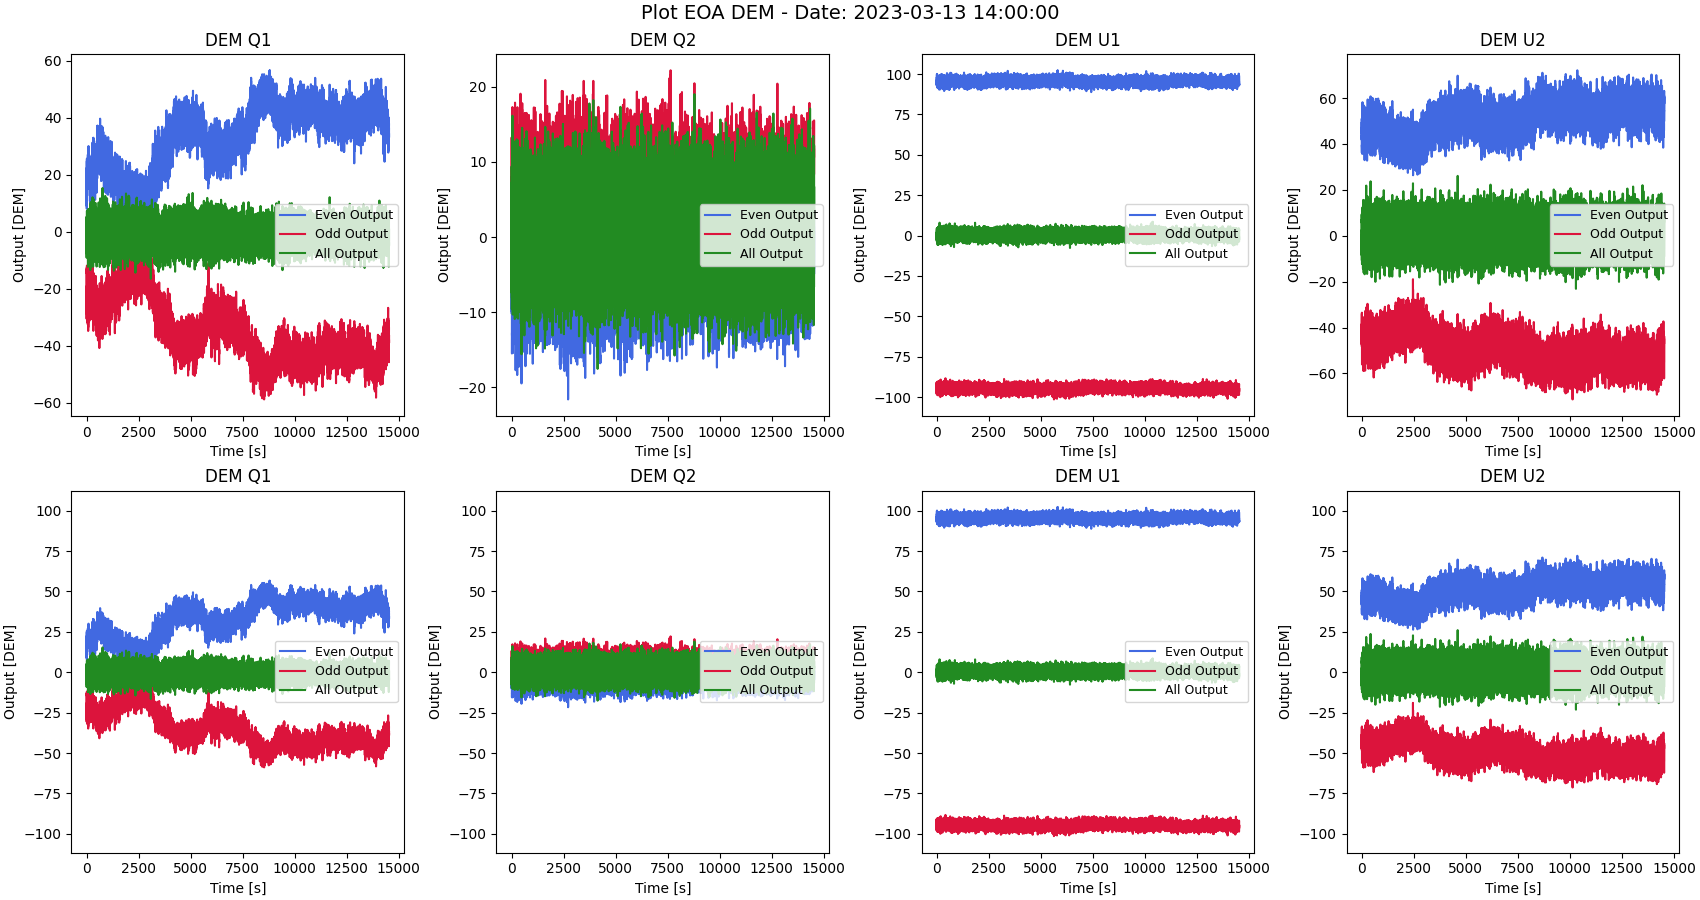 Plot EOA DEM - Date: 2023-03-13 14:00:00
DEM Q1
Output [DEM]
60
40
20
0
−20
−40
−60
Even Output
Odd Output
All Output
0 2500 5000 7500 10000 12500 15000
Time [s]
DEM Q2
Output [DEM]
20
10
0
−10
−20
Even Output
Odd Output
All Output
0 2500 5000 7500 10000 12500 15000
Time [s]
DEM U1
Output [DEM]
100
75
50
25
0
−25
−50
−75
−100
Even Output
Odd Output
All Output
0 2500 5000 7500 10000 12500 15000
Time [s]
DEM U2
Output [DEM]
60
40
20
0
−20
−40
−60
Even Output
Odd Output
All Output
0 2500 5000 7500 10000 12500 15000
Time [s]
DEM Q1
Output [DEM]
100
75
50
25
0
−25
−50
−75
−100
Even Output
Odd Output
All Output
0 2500 5000 7500 10000 12500 15000
Time [s]
DEM Q2
Output [DEM]
100
75
50
25
0
−25
−50
−75
−100
Even Output
Odd Output
All Output
0 2500 5000 7500 10000 12500 15000
Time [s]
DEM U1
Output [DEM]
100
75
50
25
0
−25
−50
−75
−100
Even Output
Odd Output
All Output
0 2500 5000 7500 10000 12500 15000
Time [s]
DEM U2
Output [DEM]
100
75
50
25
0
−25
−50
−75
−100
Even Output
Odd Output
All Output
0 2500 5000 7500 10000 12500 15000
Time [s]